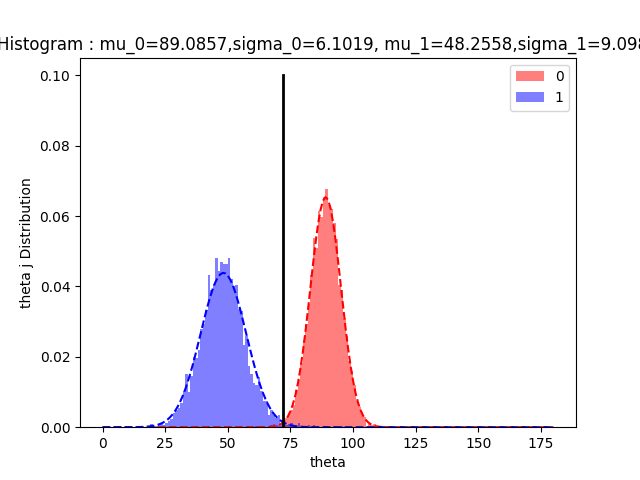 Histogram : mu_0=89.0857,sigma_0=6.1019, mu_1=48.2558,sigma_1=9.098
0.10
0.08
0.06
0.04
0.02
0.00
theta j Distribution
0
1
0 25 50 75 100 125 150 175
theta